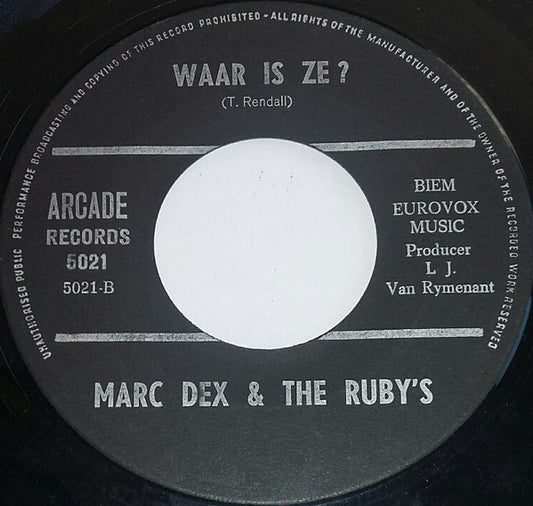 UNAUTHORISED PUBLIC PERFORMANCE BROADCASTING AND COPYING OF THIS RECORD PROHIBITED - ALL RIGHTS OF THE MANUFACTURER AND OF THE OWNER OF THE RECORDED WORK RESERVED
WAAR IS ZE ?
(T. Rendall)
ARCADE
RECORDS
5021
5021-B
BIEM
EUROVOX
MUSIC
Producer
L J.
Van Rymenant
MARC DEX & THE RUBY'S